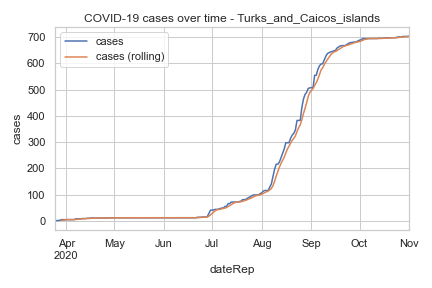 COVID-19 cases over time - Turks_and_Caicos_islands
cases
cases (rolling)
cases
700
600
500
400
300
200
100
0
Apr May Jun Jul Aug Sep Oct Nov
2020
dateRep